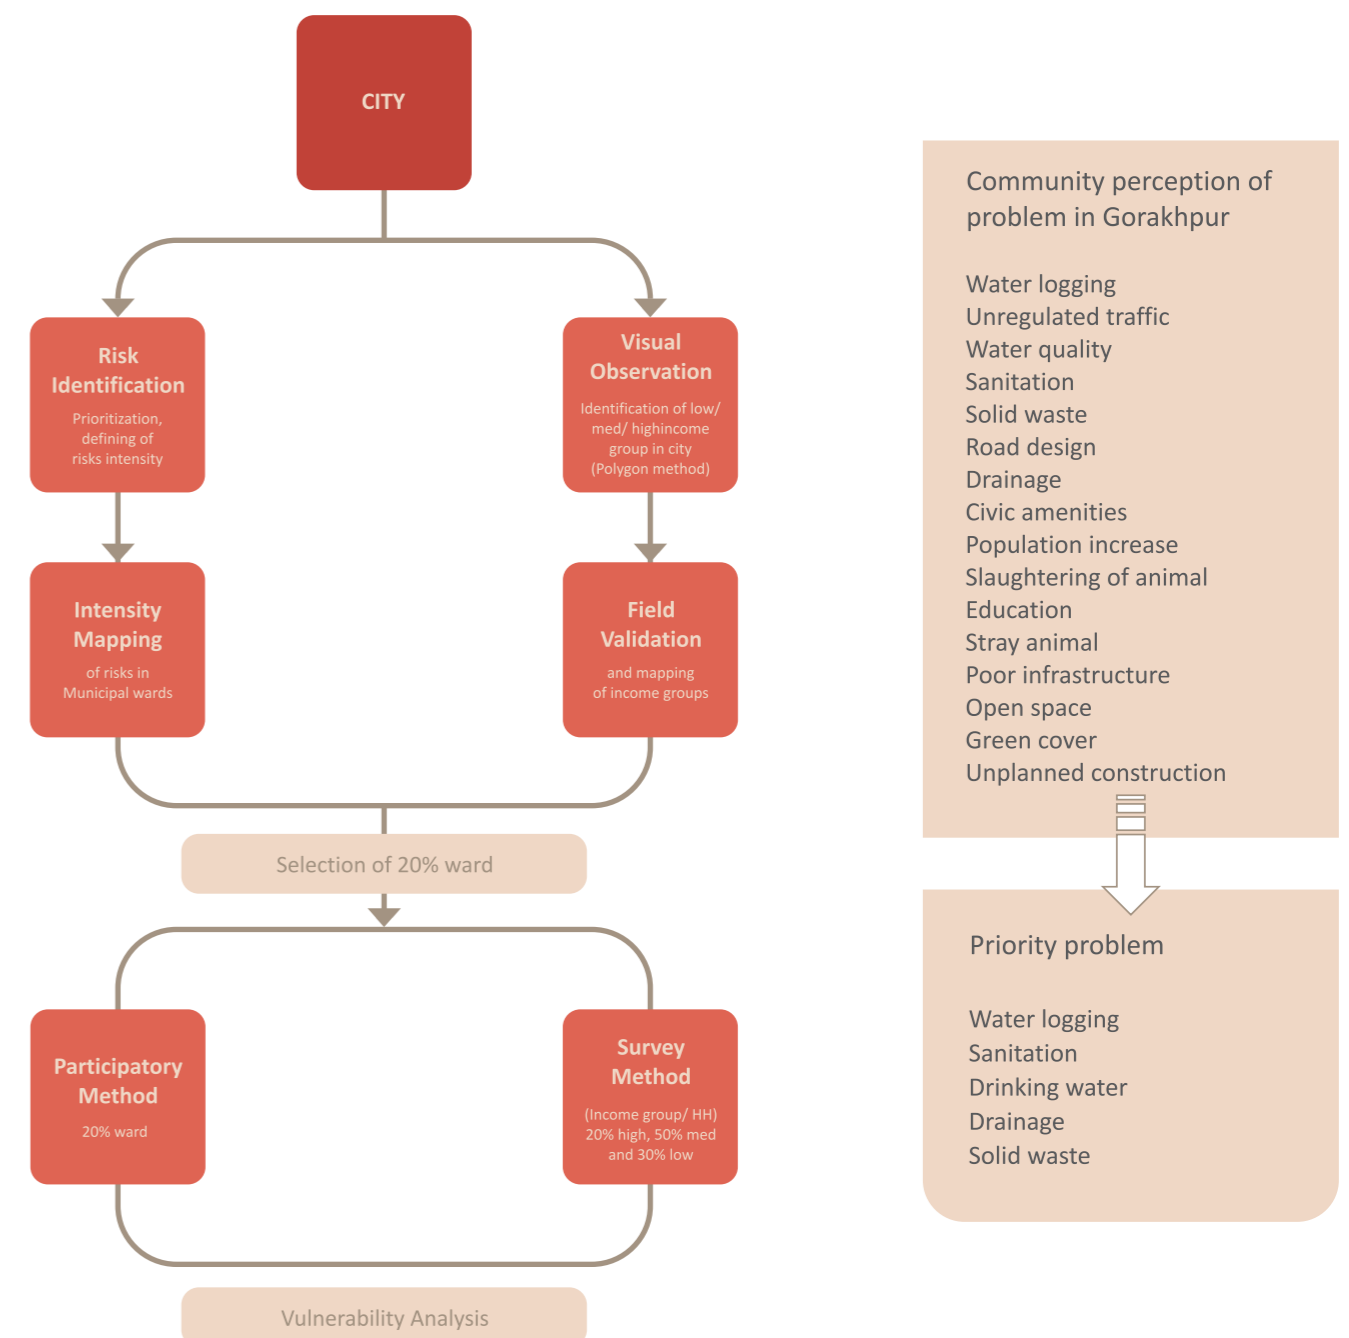 CITY
Risk
Identification
Prioritization,
defining of
risks intensity
Visual
Observation
Identification of low/
med/ highincome
group in city
(Polygon method)
Intensity
Mapping
of risks in
Municipal wards
Field
Validation
and mapping
of income groups
Selection of 20% ward
Participatory
Method
20% ward
Survey
Method
(Income group/ HH)
20% high, 50% med
and 30% low
Vulnerability Analysis
Community perception of
problem in Gorakhpur
Water logging
Unregulated traffic
Water quality
Sanitation
Solid waste
Road design
Drainage
Civic amenities
Population increase
Slaughtering of animal
Education
Stray animal
Poor infrastructure
Open space
Green cover
Unplanned construction
Priority problem
Water logging
Sanitation
Drinking water
Drainage
Solid waste